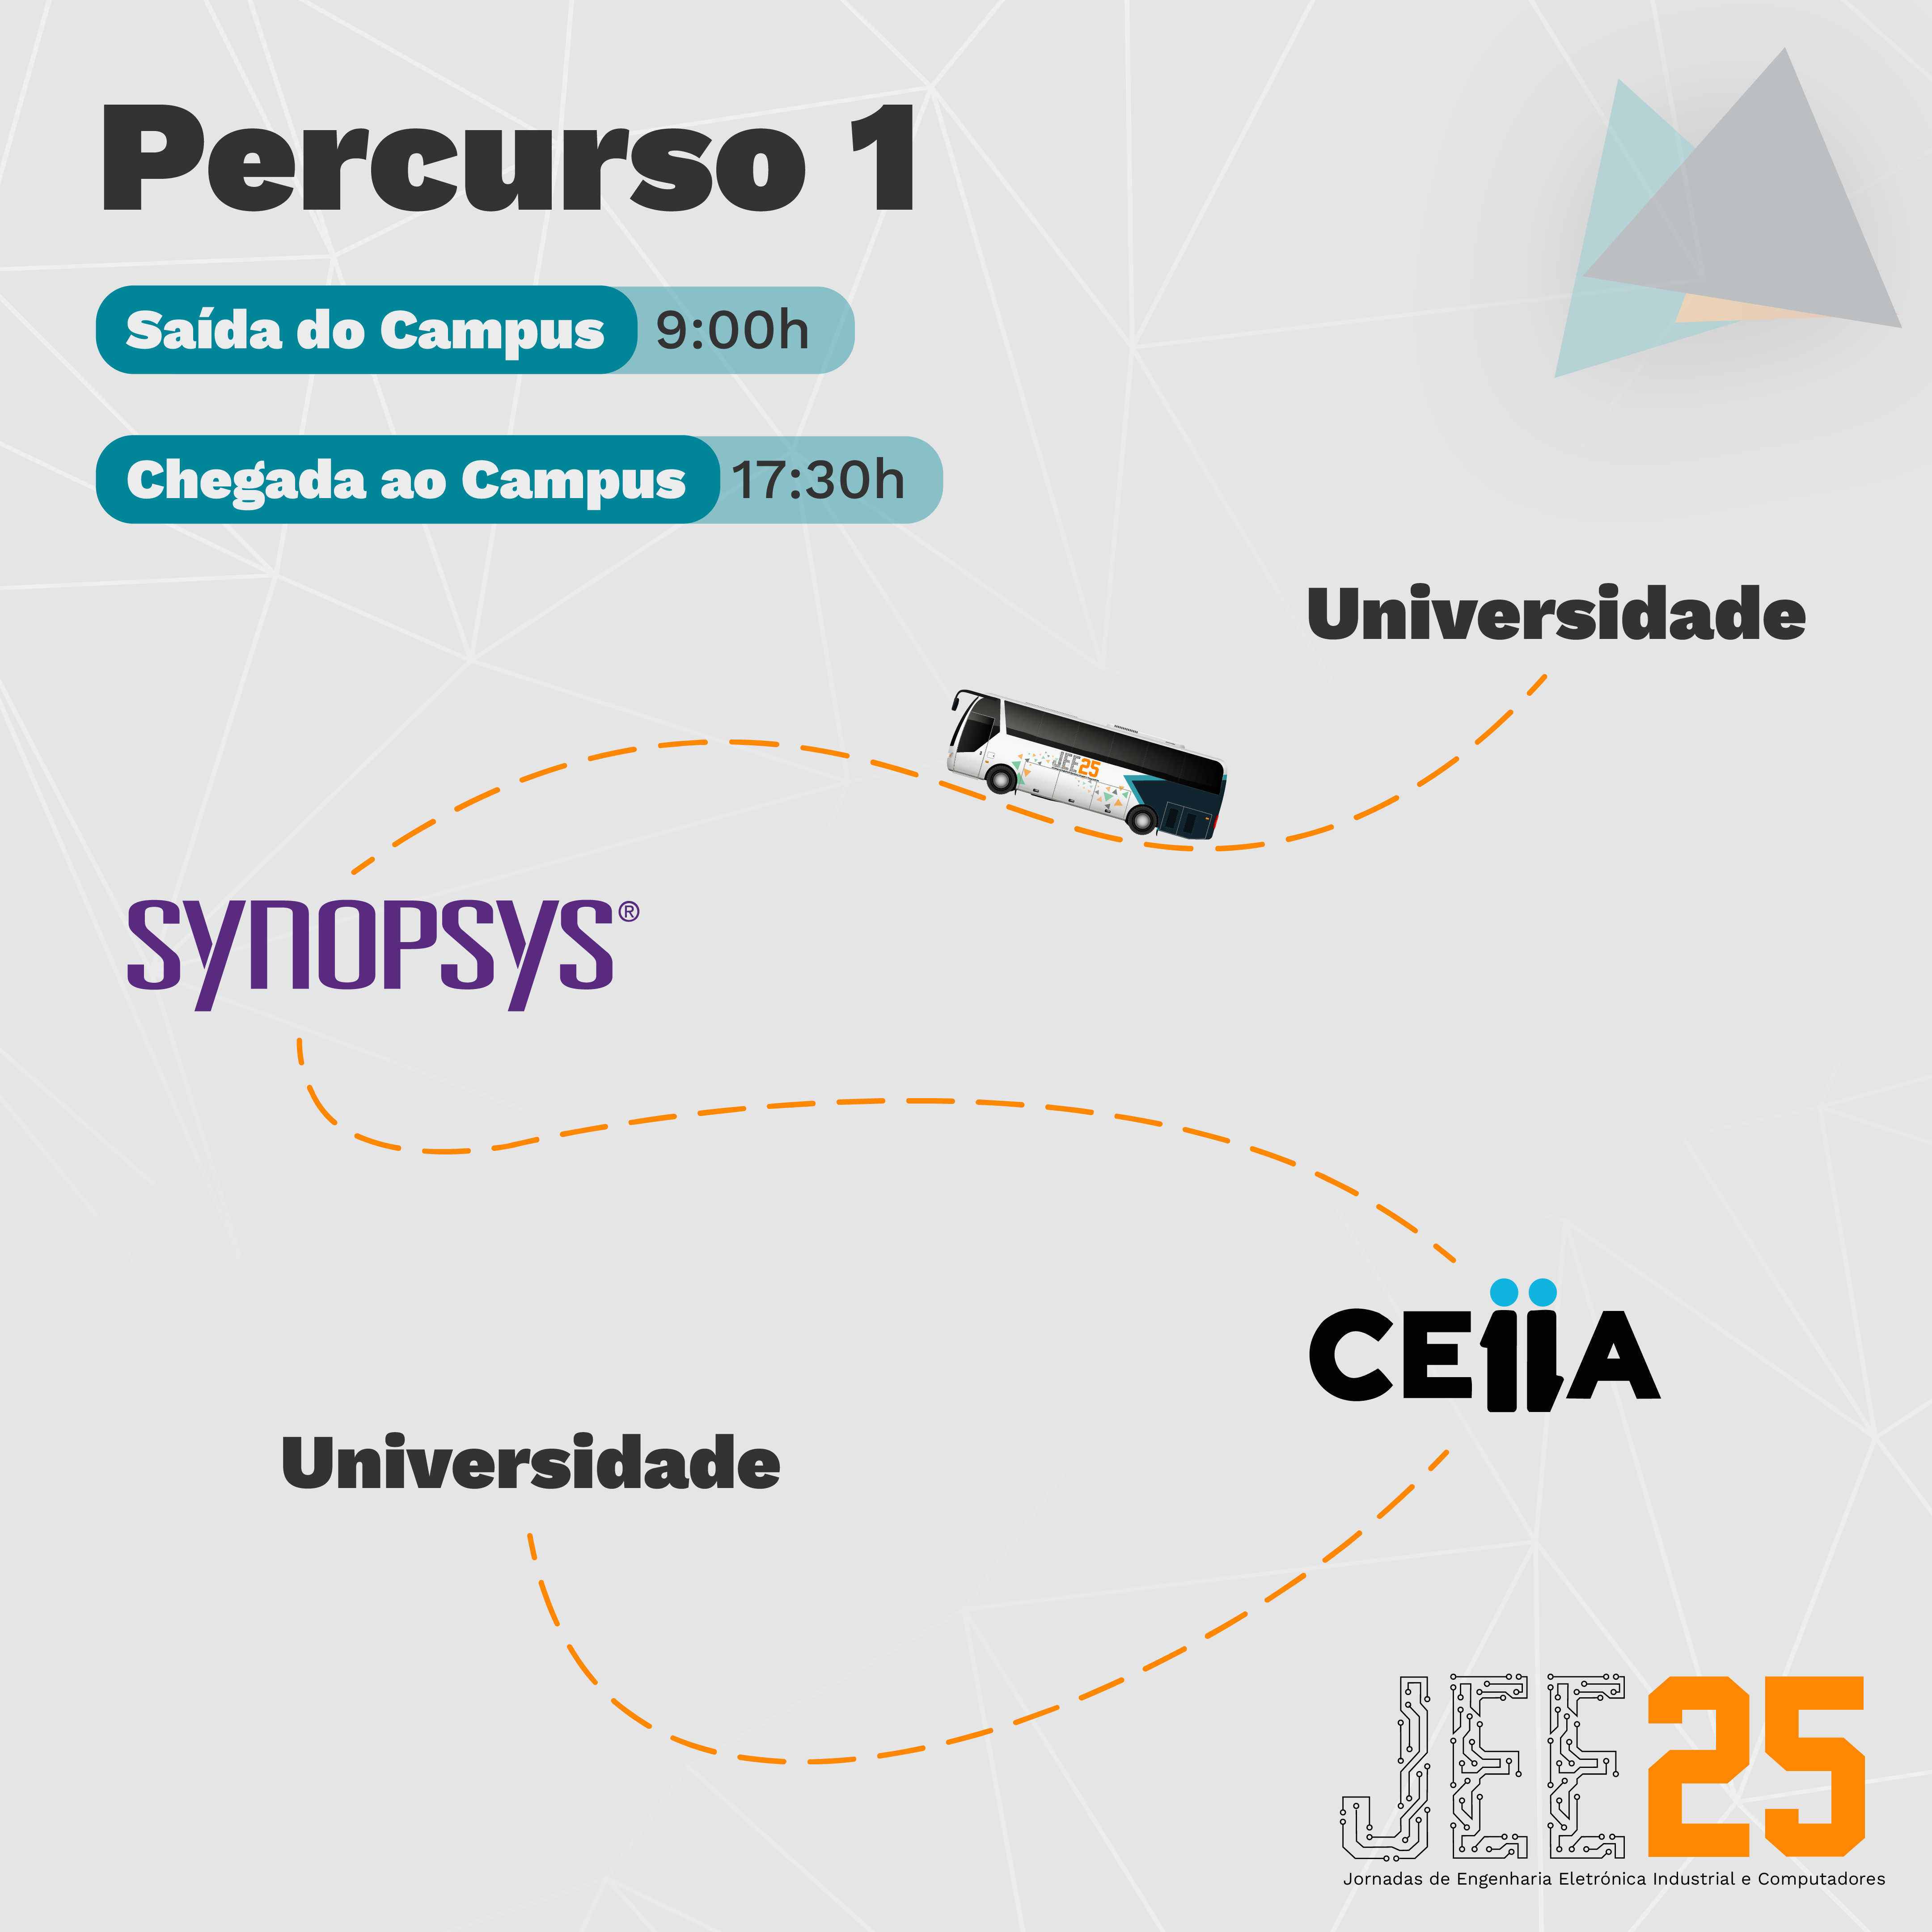 Percurso 1
Saída do Campus 9:00h
Chegada ao Campus 17:30h
Universidade
JEE25
SYNOPSYS®
CEiiA
Universidade
JEE25
Jornadas de Engenharia Eletrónica Industrial e Computadores